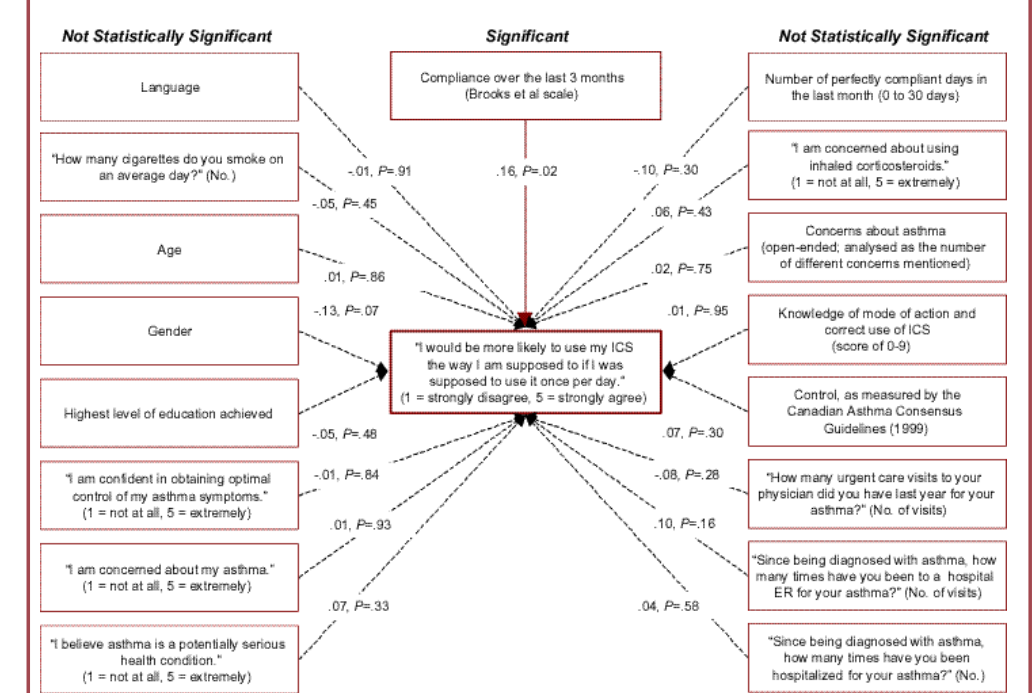 Not Statistically Significant
Language
"How many cigarettes do you smoke on
an average day?" (No.)
Age
Gender
Highest level of education achieved
"I am confident in obtaining optimal
control of my asthma symptoms."
(1 = not at all, 5 = extremely)
"I am concerned about my asthma."
(1 = not at all, 5 = extremely)
"I believe asthma is a potentially serious
health condition."
(1 = not at all, 5 = extremely)
-.01, P=.91
-.05, P=.45
.01, P=.86
-.13, P=.07
-.05, P=.48
-.01, P=.84
.01, P=.93
.07, P=.33
Significant
Compliance over the last 3 months
(Brooks et al scale)
.16, P=.02
"I would be more likely to use my ICS
the way I am supposed to if I was
supposed to use it once per day."
(1 = strongly disagree, 5 = strongly agree)
-.10, P=.30
.06, P=.43
.02, P=.75
.01, P=.95
.07, P=.30
-.08, P=.28
.10, P=.16
.04, P=.58
Not Statistically Significant
Number of perfectly compliant days in
the last month (0 to 30 days)
"I am concerned about using
inhaled corticosteroids."
(1 = not at all, 5 = extremely)
Concerns about asthma
(open-ended; analysed as the number
of different concerns mentioned)
Knowledge of mode of action and
correct use of ICS
(score of 0-9)
Control, as measured by the
Canadian Asthma Consensus
Guidelines (1999)
"How many urgent care visits to your
physician did you have last year for your
asthma?" (No. of visits)
"Since being diagnosed with asthma, how
many times have you been to a hospital
ER for your asthma?" (No. of visits)
"Since being diagnosed with asthma,
how many times have you been
hospitalized for your asthma?" (No.)